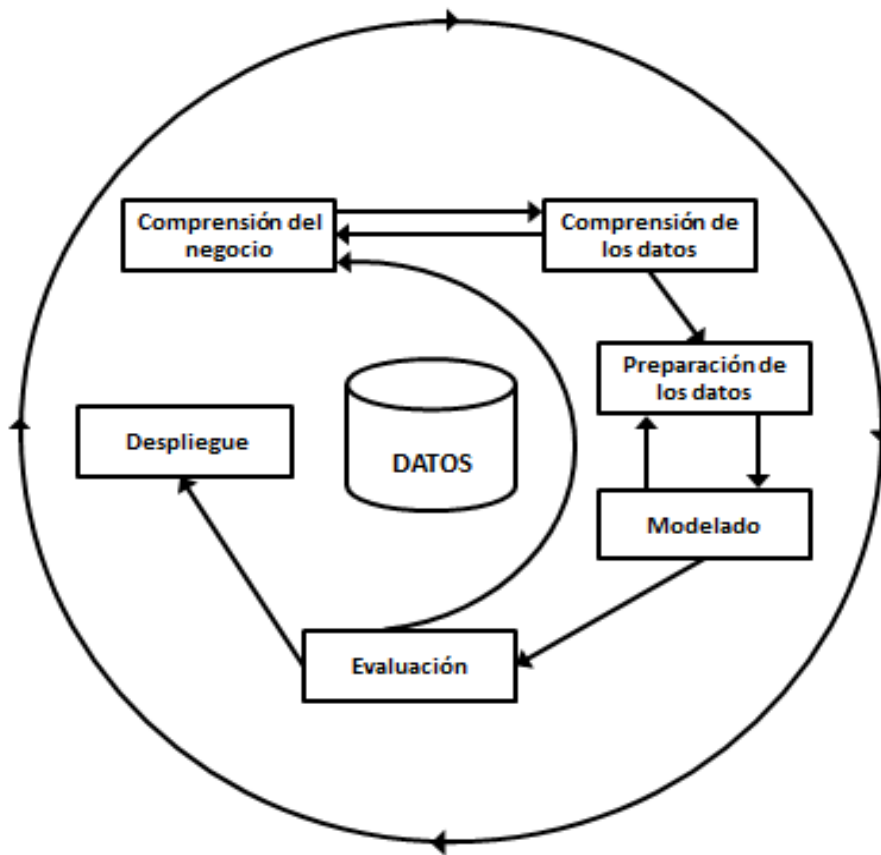 Comprensión del
negocio
Comprensión de
los datos
Preparación de
los datos
Despliegue
DATOS
Modelado
Evaluación